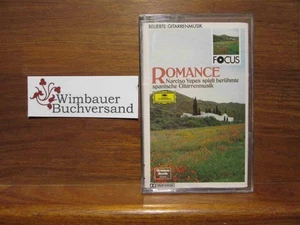 BELIEBTE GITARRENMUSIK
FOCUS
ROMANCE
Narciso Yepes spielt berühmte
spanische Gitarrenmusik
Wimbauer
Buchversand